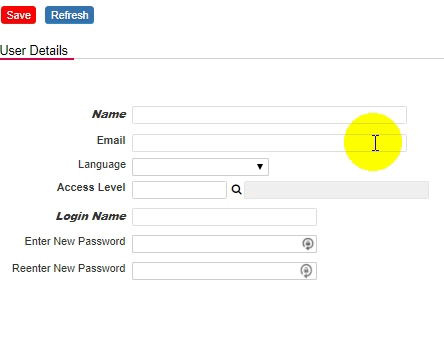 Save Refresh
User Details
Name
Email
Language
Access Level
Login Name
Enter New Password
Reenter New Password